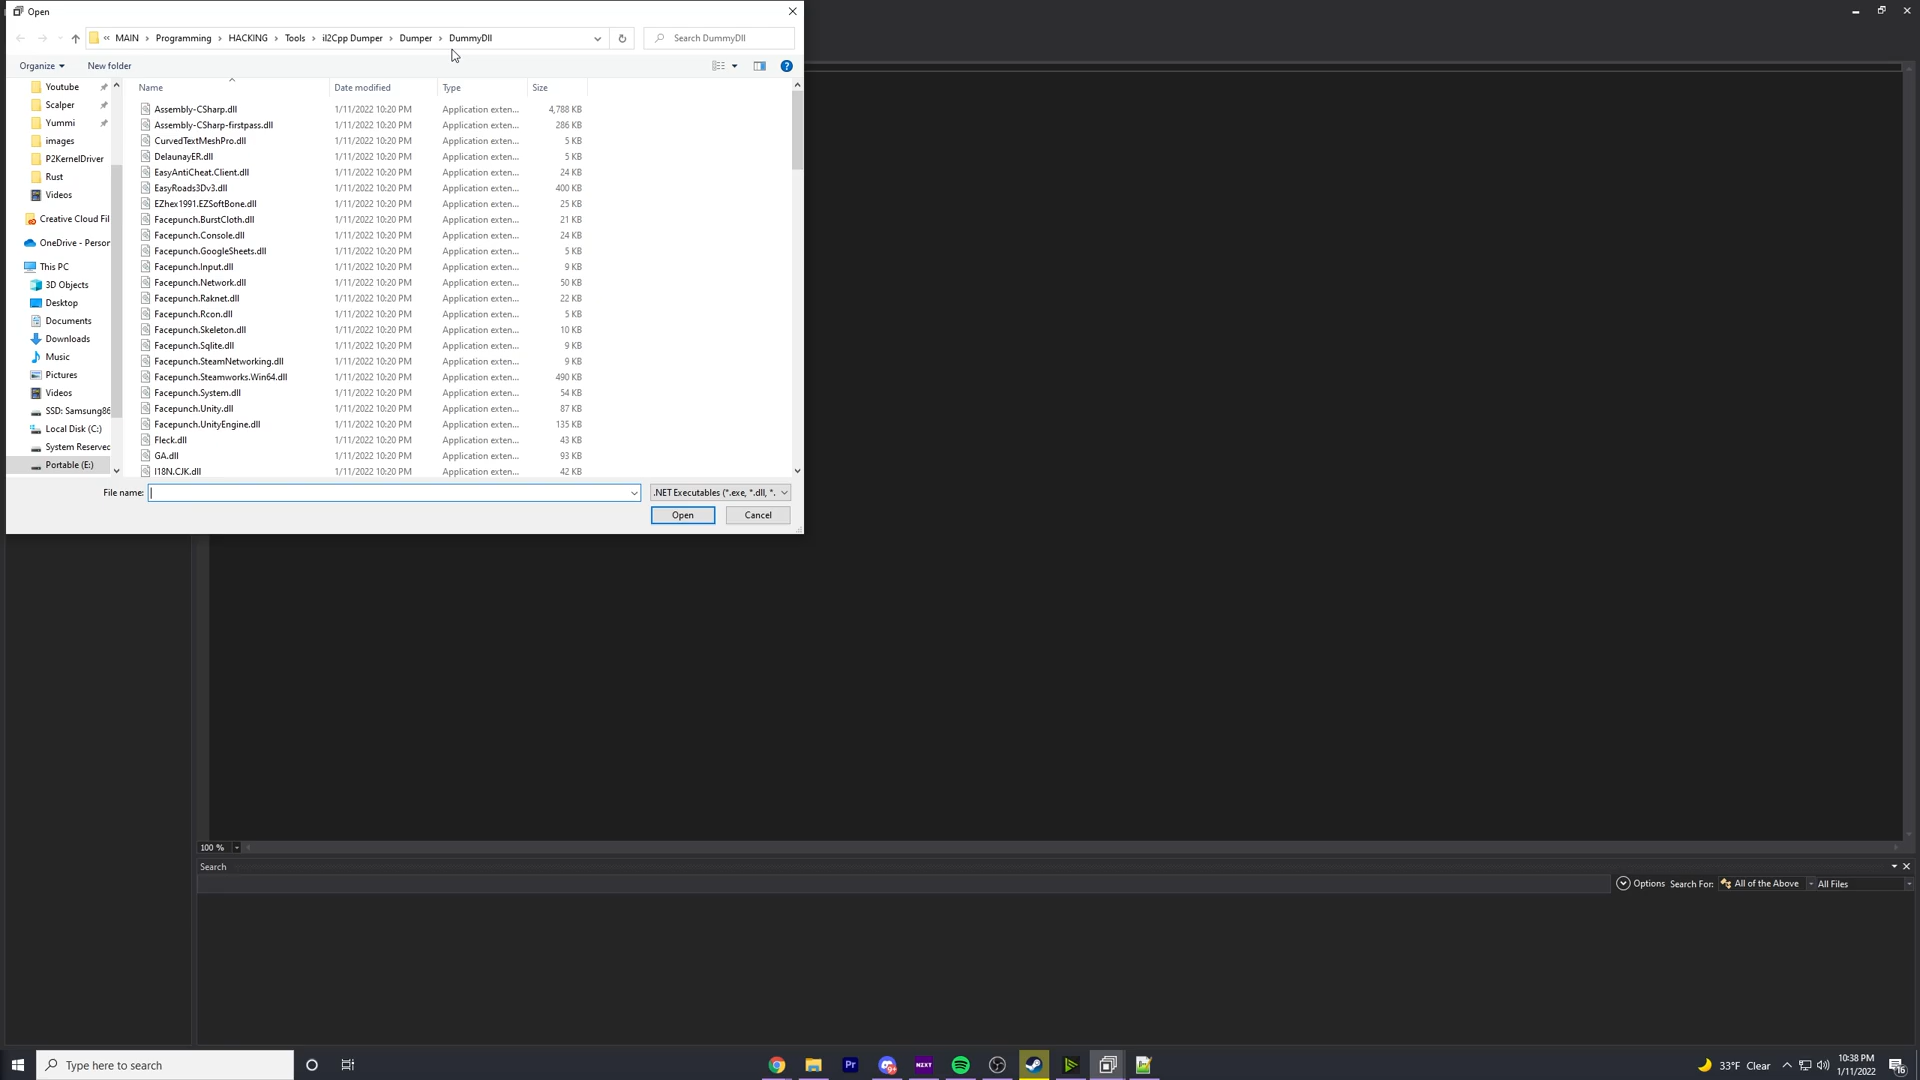 Open
« MAIN › Programming › HACKING › Tools › il2Cpp Dumper › Dumper › DummyDll
Search DummyDll
Organize
New folder
Name Date modified Type Size
Youtube
Scalper
Yummi
images
P2KernelDriver
Rust
Videos
Creative Cloud Fil
OneDrive - Person
This PC
3D Objects
Desktop
Documents
Downloads
Music
Pictures
Videos
SSD: Samsung86
Local Disk (C:)
System Reserved
Portable (E:)
Assembly-CSharp.dll 1/11/2022 10:20 PM Application exten... 4,788 KB
Assembly-CSharp-firstpass.dll 1/11/2022 10:20 PM Application exten... 286 KB
CurvedTextMeshPro.dll 1/11/2022 10:20 PM Application exten... 5 KB
DelaunayER.dll 1/11/2022 10:20 PM Application exten... 5 KB
EasyAntiCheat.Client.dll 1/11/2022 10:20 PM Application exten... 24 KB
EasyRoads3Dv3.dll 1/11/2022 10:20 PM Application exten... 400 KB
EZhex1991.EZSoftBone.dll 1/11/2022 10:20 PM Application exten... 25 KB
Facepunch.BurstCloth.dll 1/11/2022 10:20 PM Application exten... 21 KB
Facepunch.Console.dll 1/11/2022 10:20 PM Application exten... 24 KB
Facepunch.GoogleSheets.dll 1/11/2022 10:20 PM Application exten... 5 KB
Facepunch.Input.dll 1/11/2022 10:20 PM Application exten... 9 KB
Facepunch.Network.dll 1/11/2022 10:20 PM Application exten... 50 KB
Facepunch.Raknet.dll 1/11/2022 10:20 PM Application exten... 22 KB
Facepunch.Rcon.dll 1/11/2022 10:20 PM Application exten... 5 KB
Facepunch.Skeleton.dll 1/11/2022 10:20 PM Application exten... 10 KB
Facepunch.Sqlite.dll 1/11/2022 10:20 PM Application exten... 9 KB
Facepunch.SteamNetworking.dll 1/11/2022 10:20 PM Application exten... 9 KB
Facepunch.Steamworks.Win64.dll 1/11/2022 10:20 PM Application exten... 490 KB
Facepunch.System.dll 1/11/2022 10:20 PM Application exten... 54 KB
Facepunch.Unity.dll 1/11/2022 10:20 PM Application exten... 87 KB
Facepunch.UnityEngine.dll 1/11/2022 10:20 PM Application exten... 135 KB
Fleck.dll 1/11/2022 10:20 PM Application exten... 43 KB
GA.dll 1/11/2022 10:20 PM Application exten... 93 KB
I18N.CJK.dll 1/11/2022 10:20 PM Application exten... 42 KB
File name:
.NET Executables (*.exe, *.dll, *.
Open
Cancel
100 %
Search
Options Search For: All of the Above All Files
Type here to search
Pr
NEXT
33°F Clear
10:38 PM
1/11/2022
16